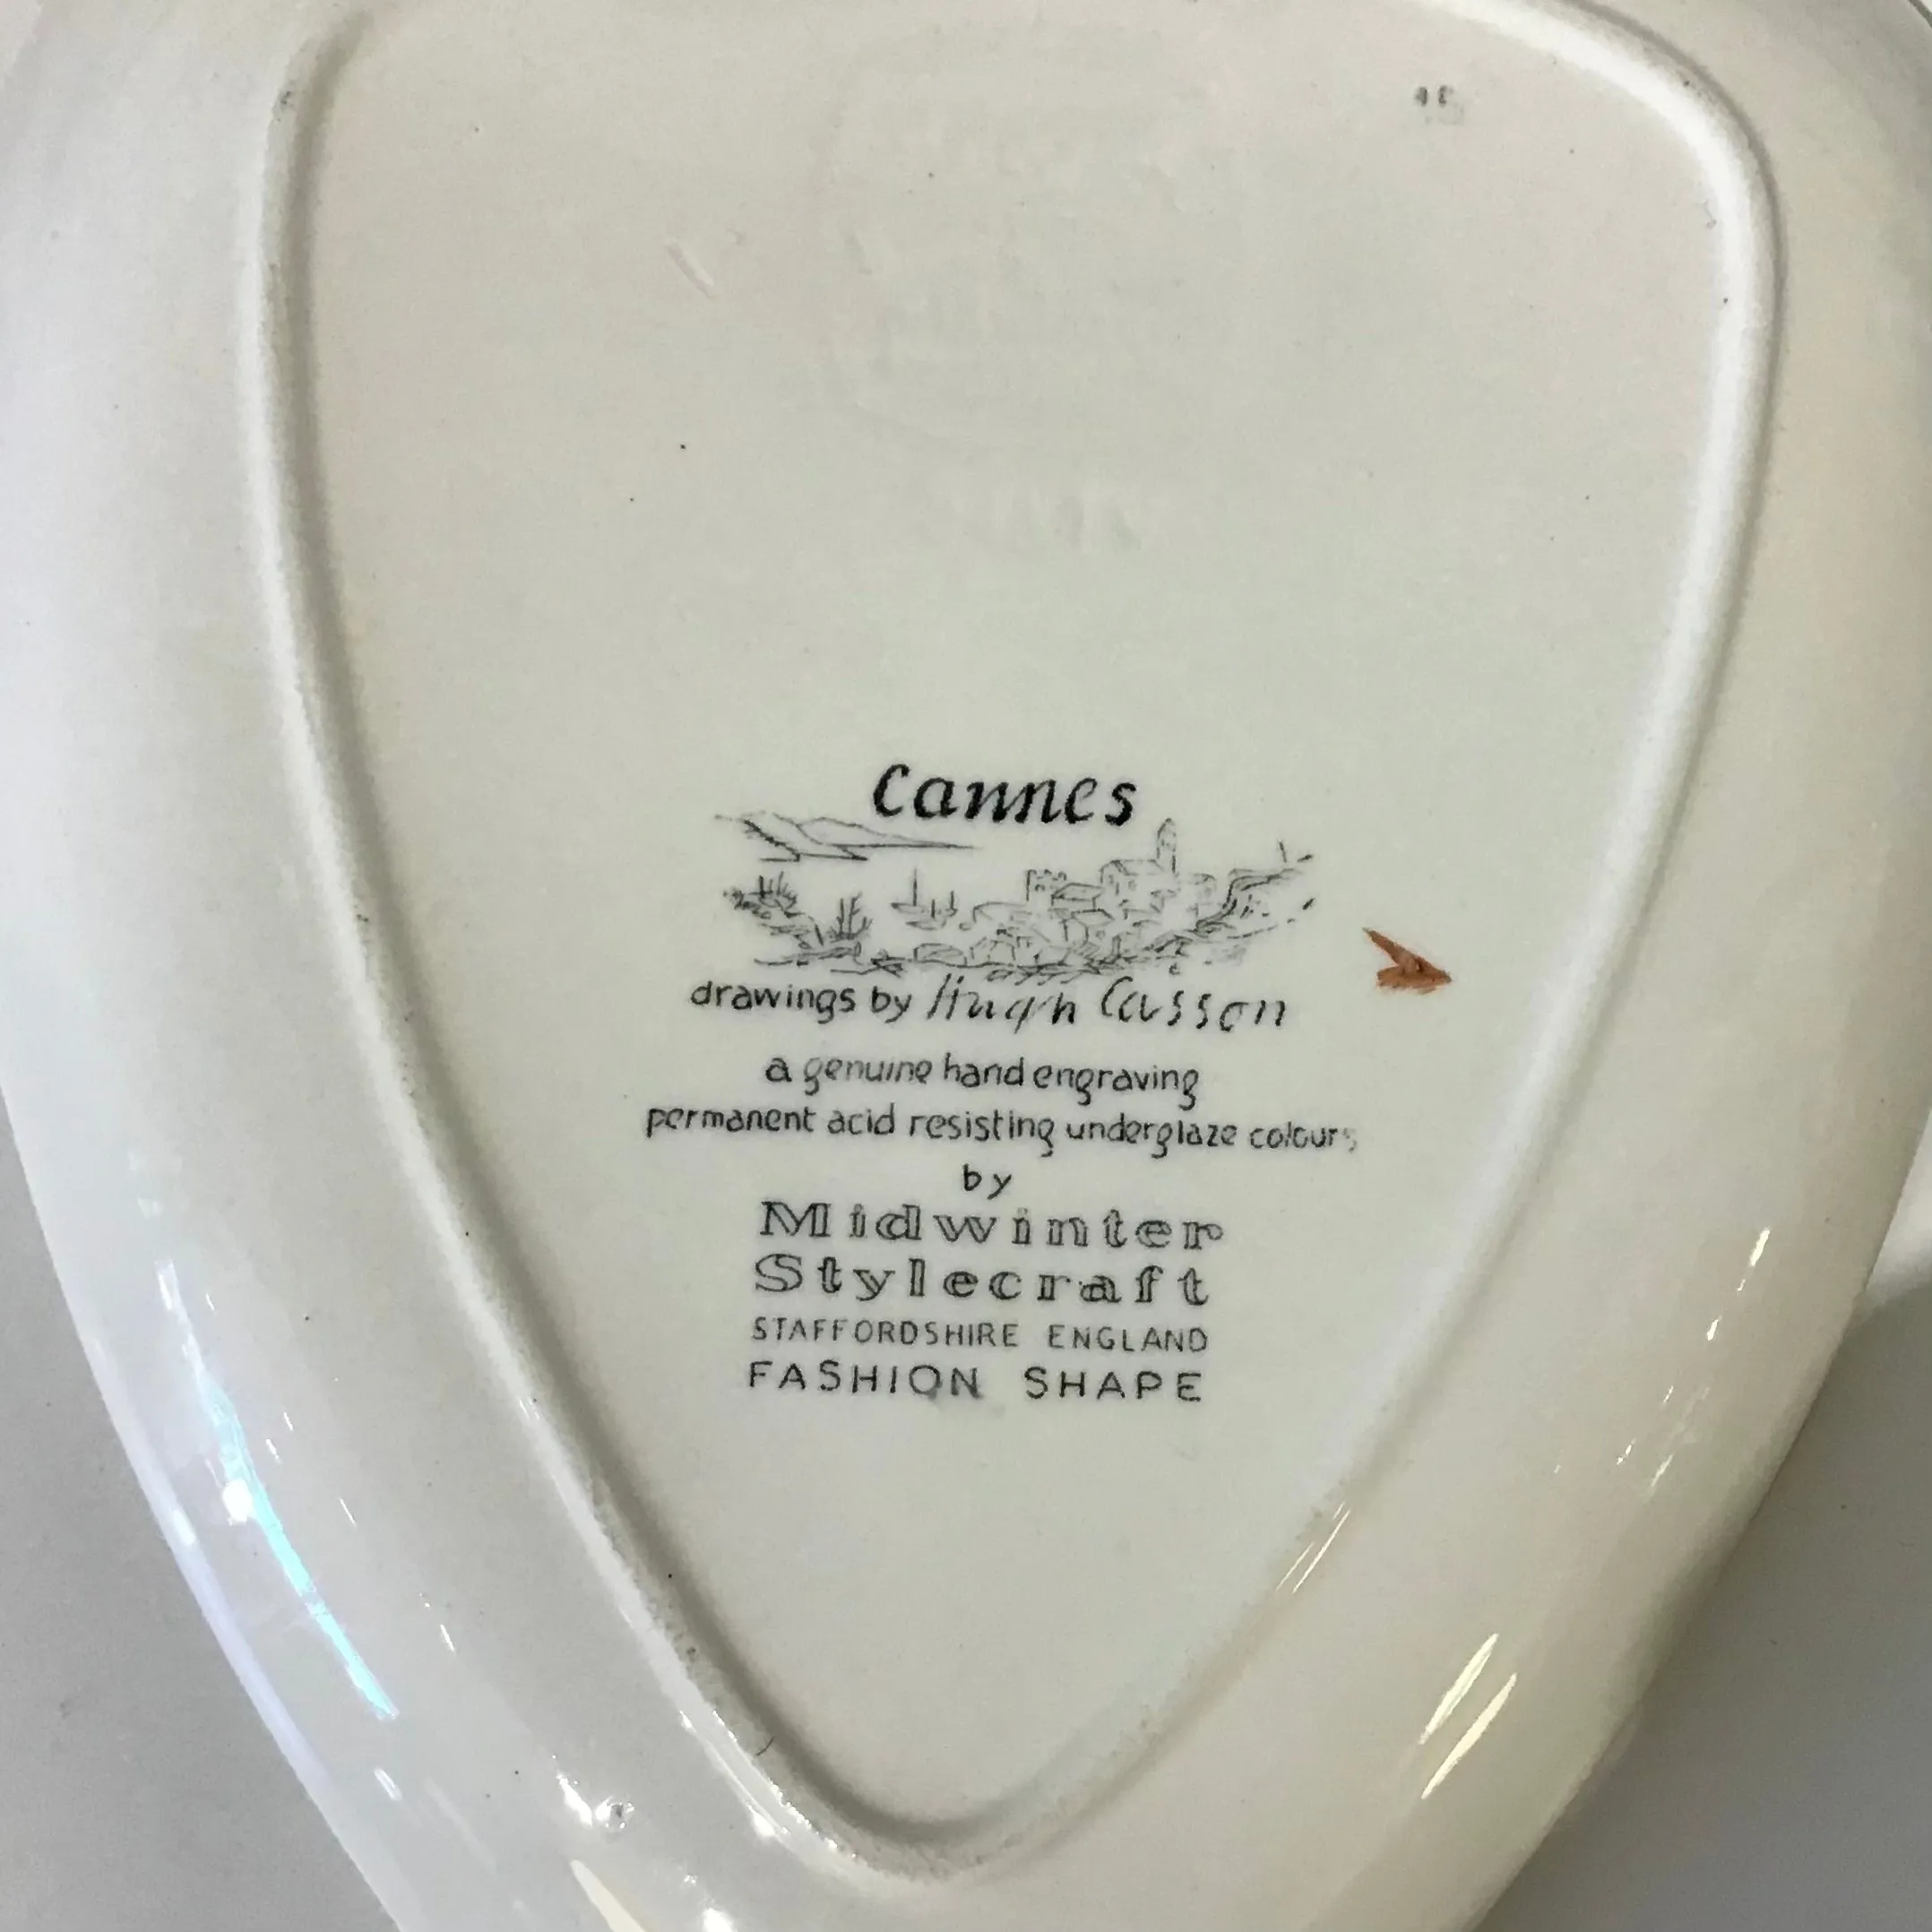 Cannes
drawings by Hugh Casson
a genuine hand engraving
permanent acid resisting underglaze colours
by
Midwinter
Stylecraft
STAFFORDSHIRE ENGLAND
FASHION SHAPE